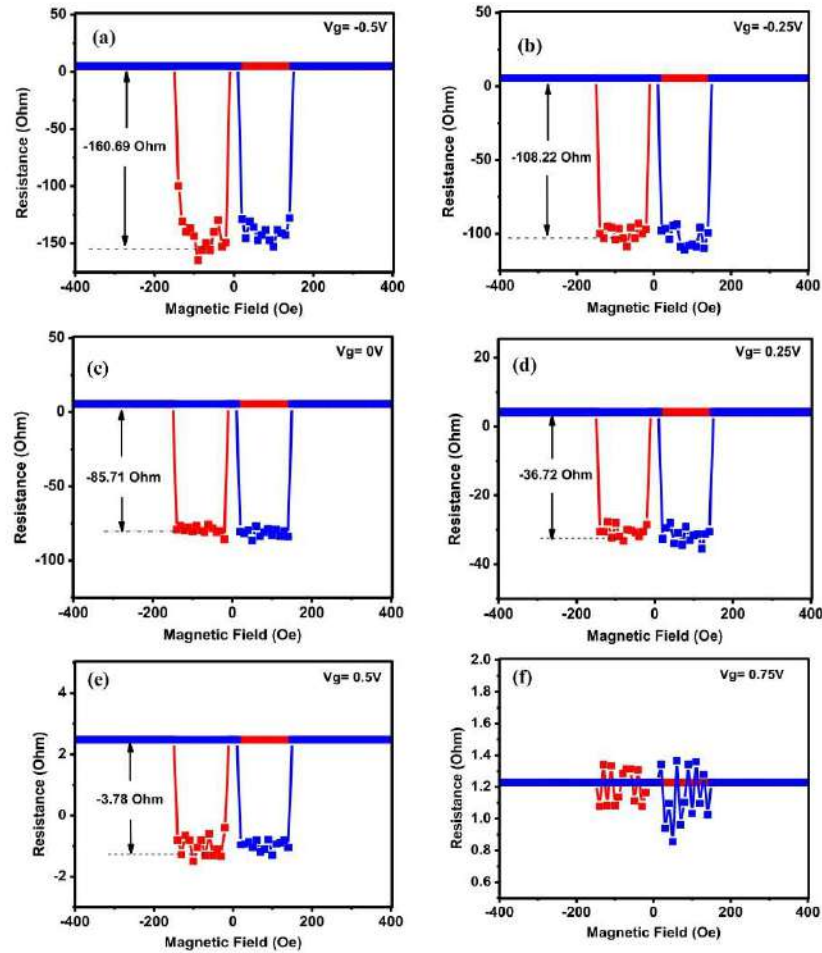 (a)
Vg= -0.5V
50
0
-50
-100
-150
-160.69 Ohm
Resistance (Ohm)
-400
-200
0
200
400
Magnetic Field (Oe)
(b)
Vg= -0.25V
50
0
-50
-100
-108.22 Ohm
Resistance (Ohm)
-400
-200
0
200
400
Magnetic Field (Oe)
(c)
Vg= 0V
50
0
-50
-100
-85.71 Ohm
Resistance (Ohm)
-400
-200
0
200
400
Magnetic Field (Oe)
(d)
Vg= 0.25V
20
0
-20
-40
-36.72 Ohm
Resistance (Ohm)
-400
-200
0
200
400
Magnetic Field (Oe)
(e)
Vg= 0.5V
4
2
0
-2
-3.78 Ohm
Resistance (Ohm)
-400
-200
0
200
400
Magnetic Field (Oe)
(f)
Vg= 0.75V
2.0
1.8
1.6
1.4
1.2
1.0
0.8
0.6
Resistance (Ohm)
-400
-200
0
200
400
Magnetic Field (Oe)